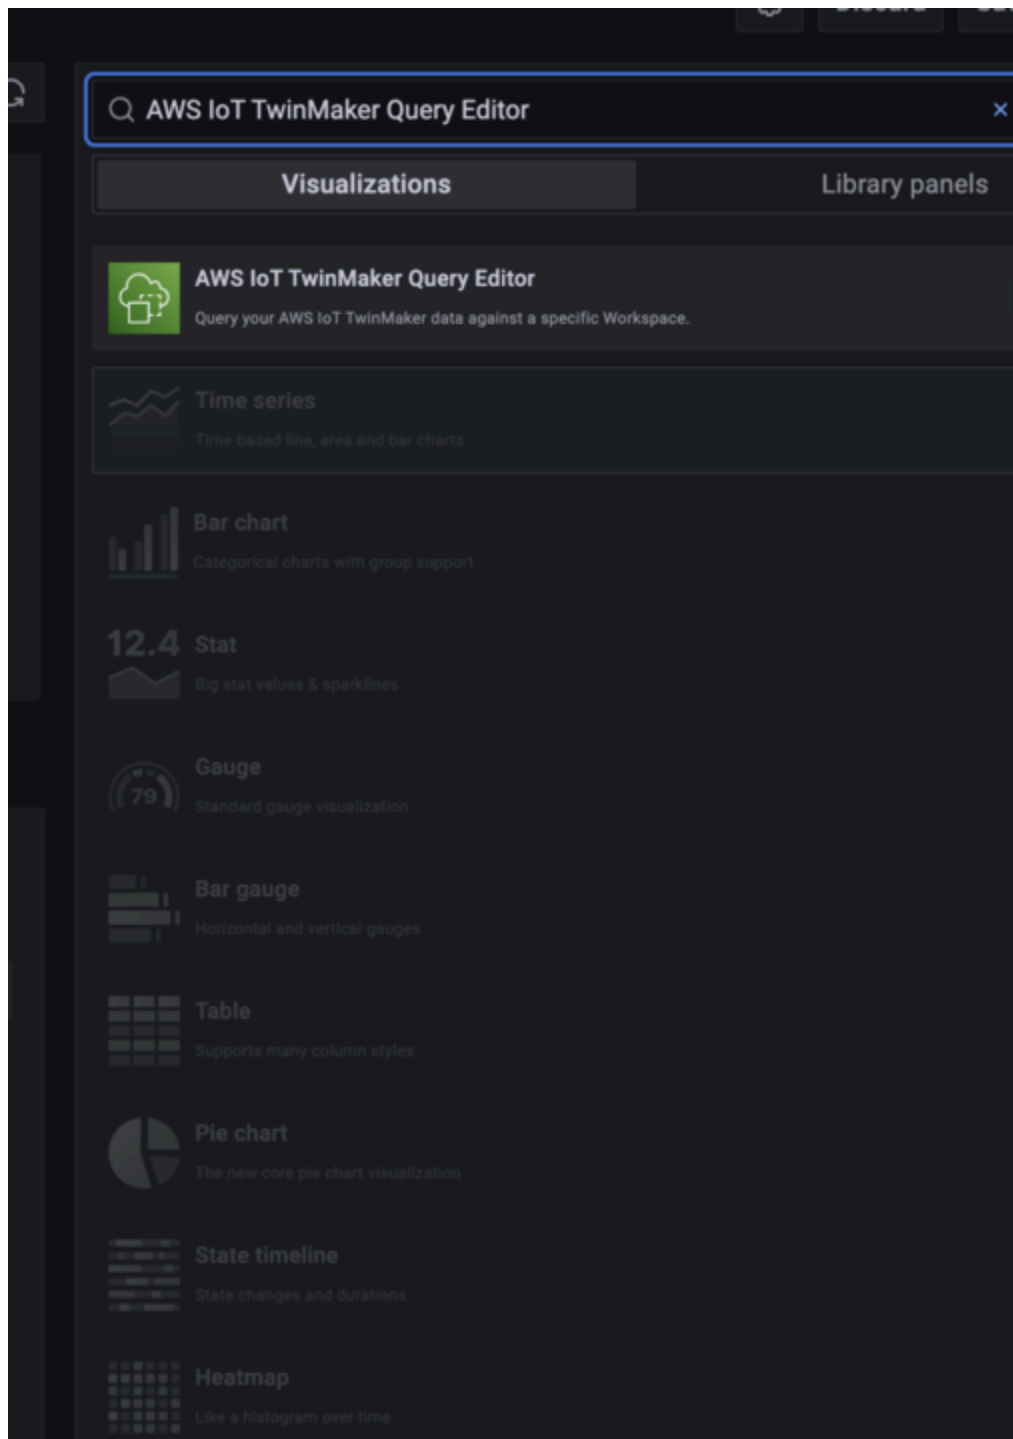 AWS IoT TwinMaker Query Editor
Visualizations
Library panels
AWS IoT TwinMaker Query Editor
Query your AWS IoT TwinMaker data against a specific Workspace.
Time series
Time based line, area and bar charts
Bar chart
Categorical charts with group support
12.4
Stat
Big stat values & sparklines
Gauge
79
Standard gauge visualization
Bar gauge
Horizontal and vertical gauges
Table
Supports many column styles
Pie chart
The new core pie chart visualization
State timeline
State changes and durations
Heatmap
Like a histogram over time